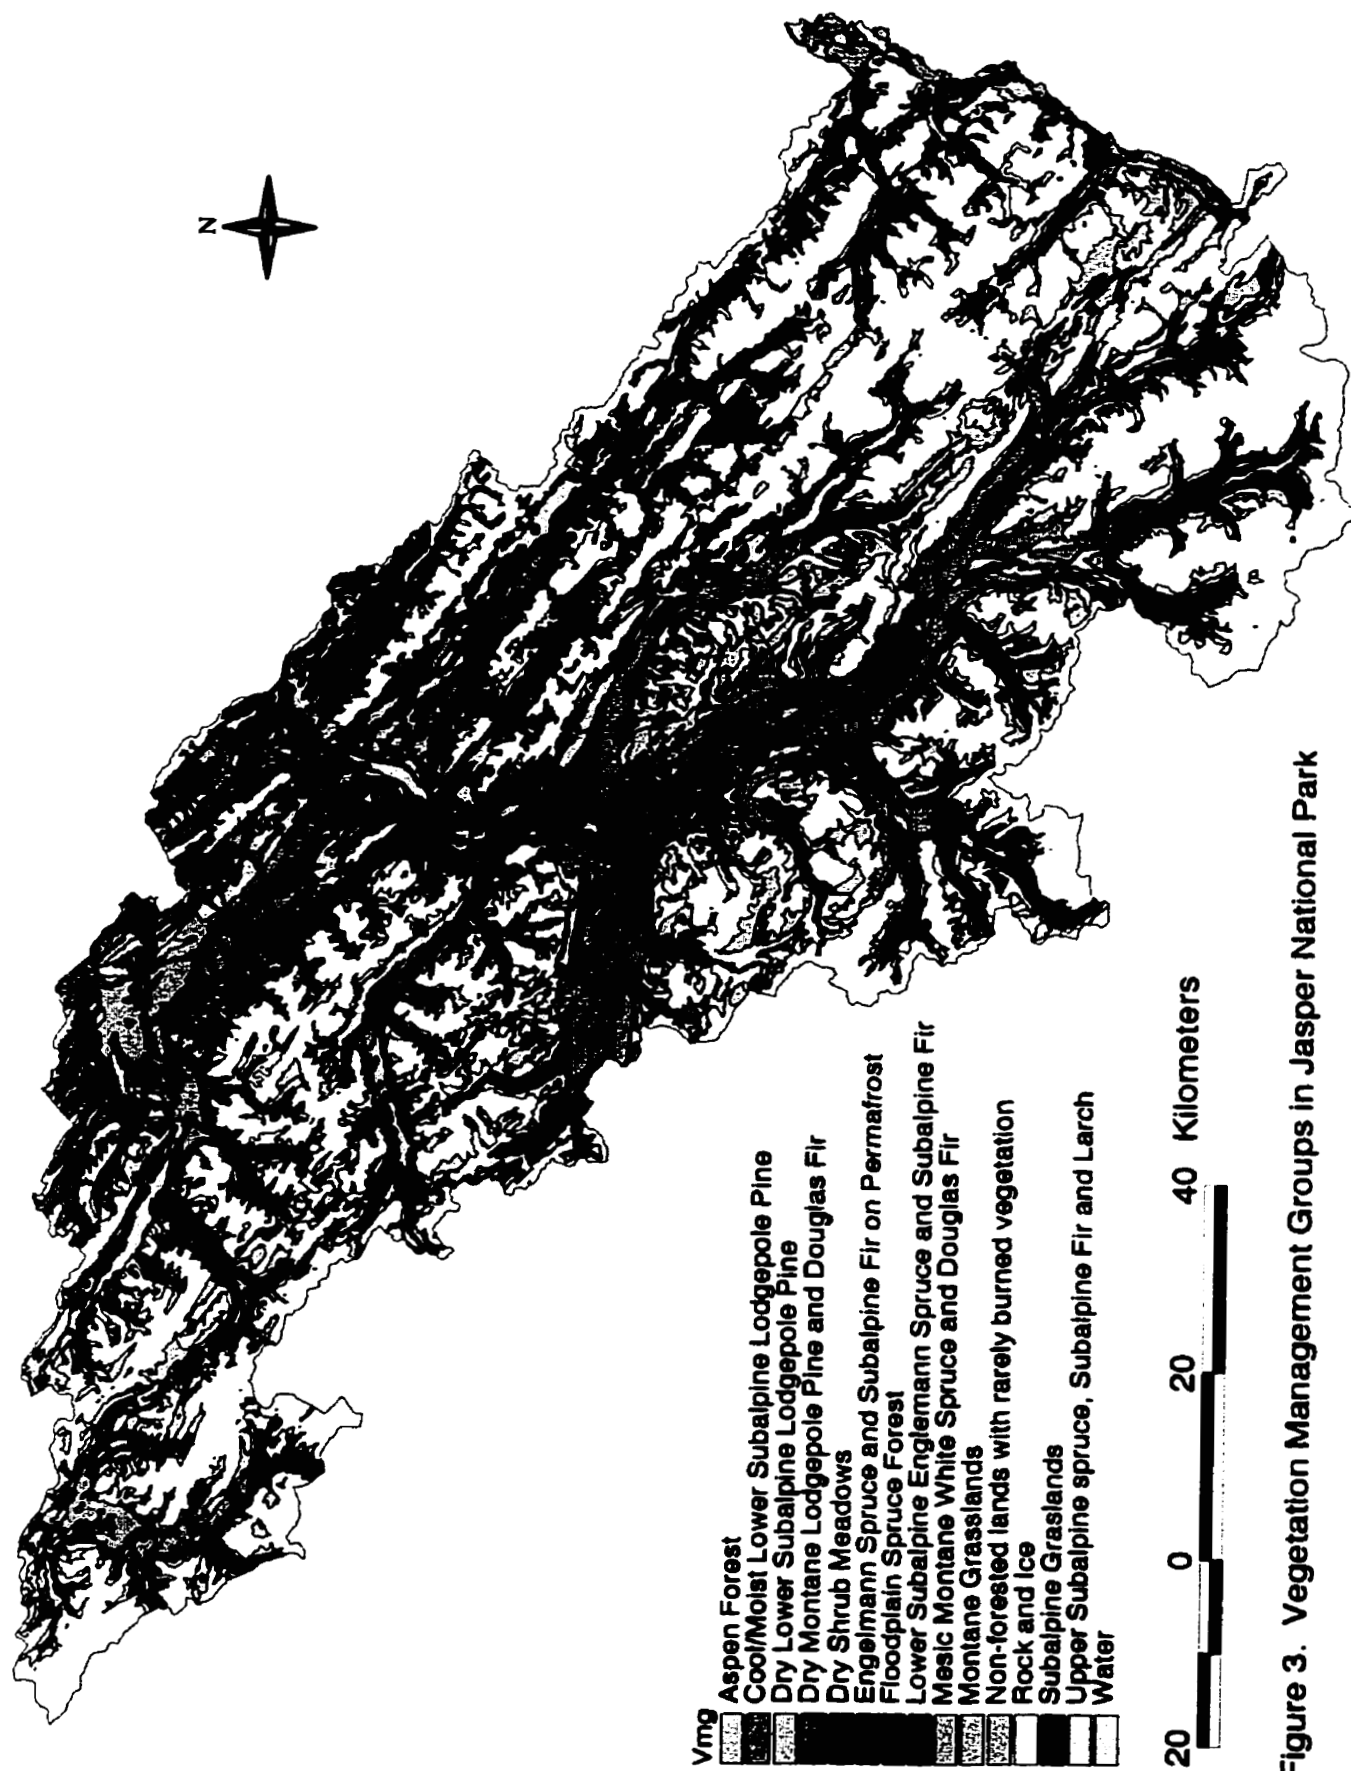 N
Vmg
Aspen Forest
Cool/Moist Lower Subalpine Lodgepole Pine
Dry Lower Subalpine Lodgepole Pine
Dry Montane Lodgepole Pine and Douglas Fir
Dry Shrub Meadows
Engelmann Spruce and Subalpine Fir on Permafrost
Floodplain Spruce Forest
Lower Subalpine Englemann Spruce and Subalpine Fir
Mesic Montane White Spruce and Douglas Fir
Montane Grasslands
Non-forested lands with rarely burned vegetation
Rock and Ice
Subalpine Graslands
Upper Subalpine spruce, Subalpine Fir and Larch
Water
20 0 20 40 Kilometers
Figure 3. Vegetation Management Groups in Jasper National Park